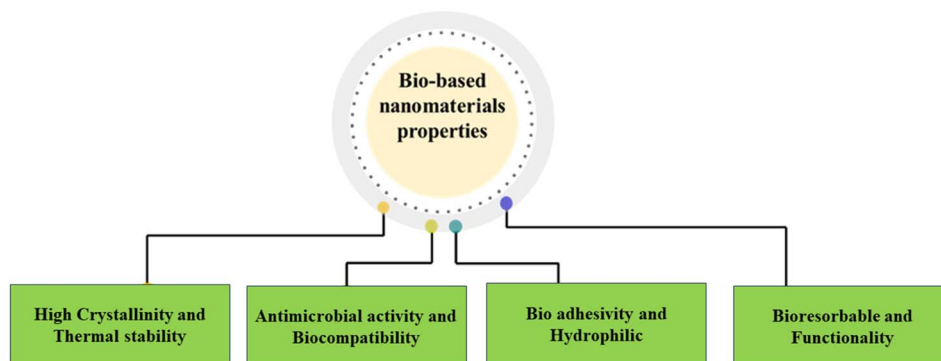 Bio-based
nanomaterials
properties
High Crystallinity and
Thermal stability
Antimicrobial activity and
Biocompatibility
Bio adhesivity and
Hydrophilic
Bioresorbable and
Functionality